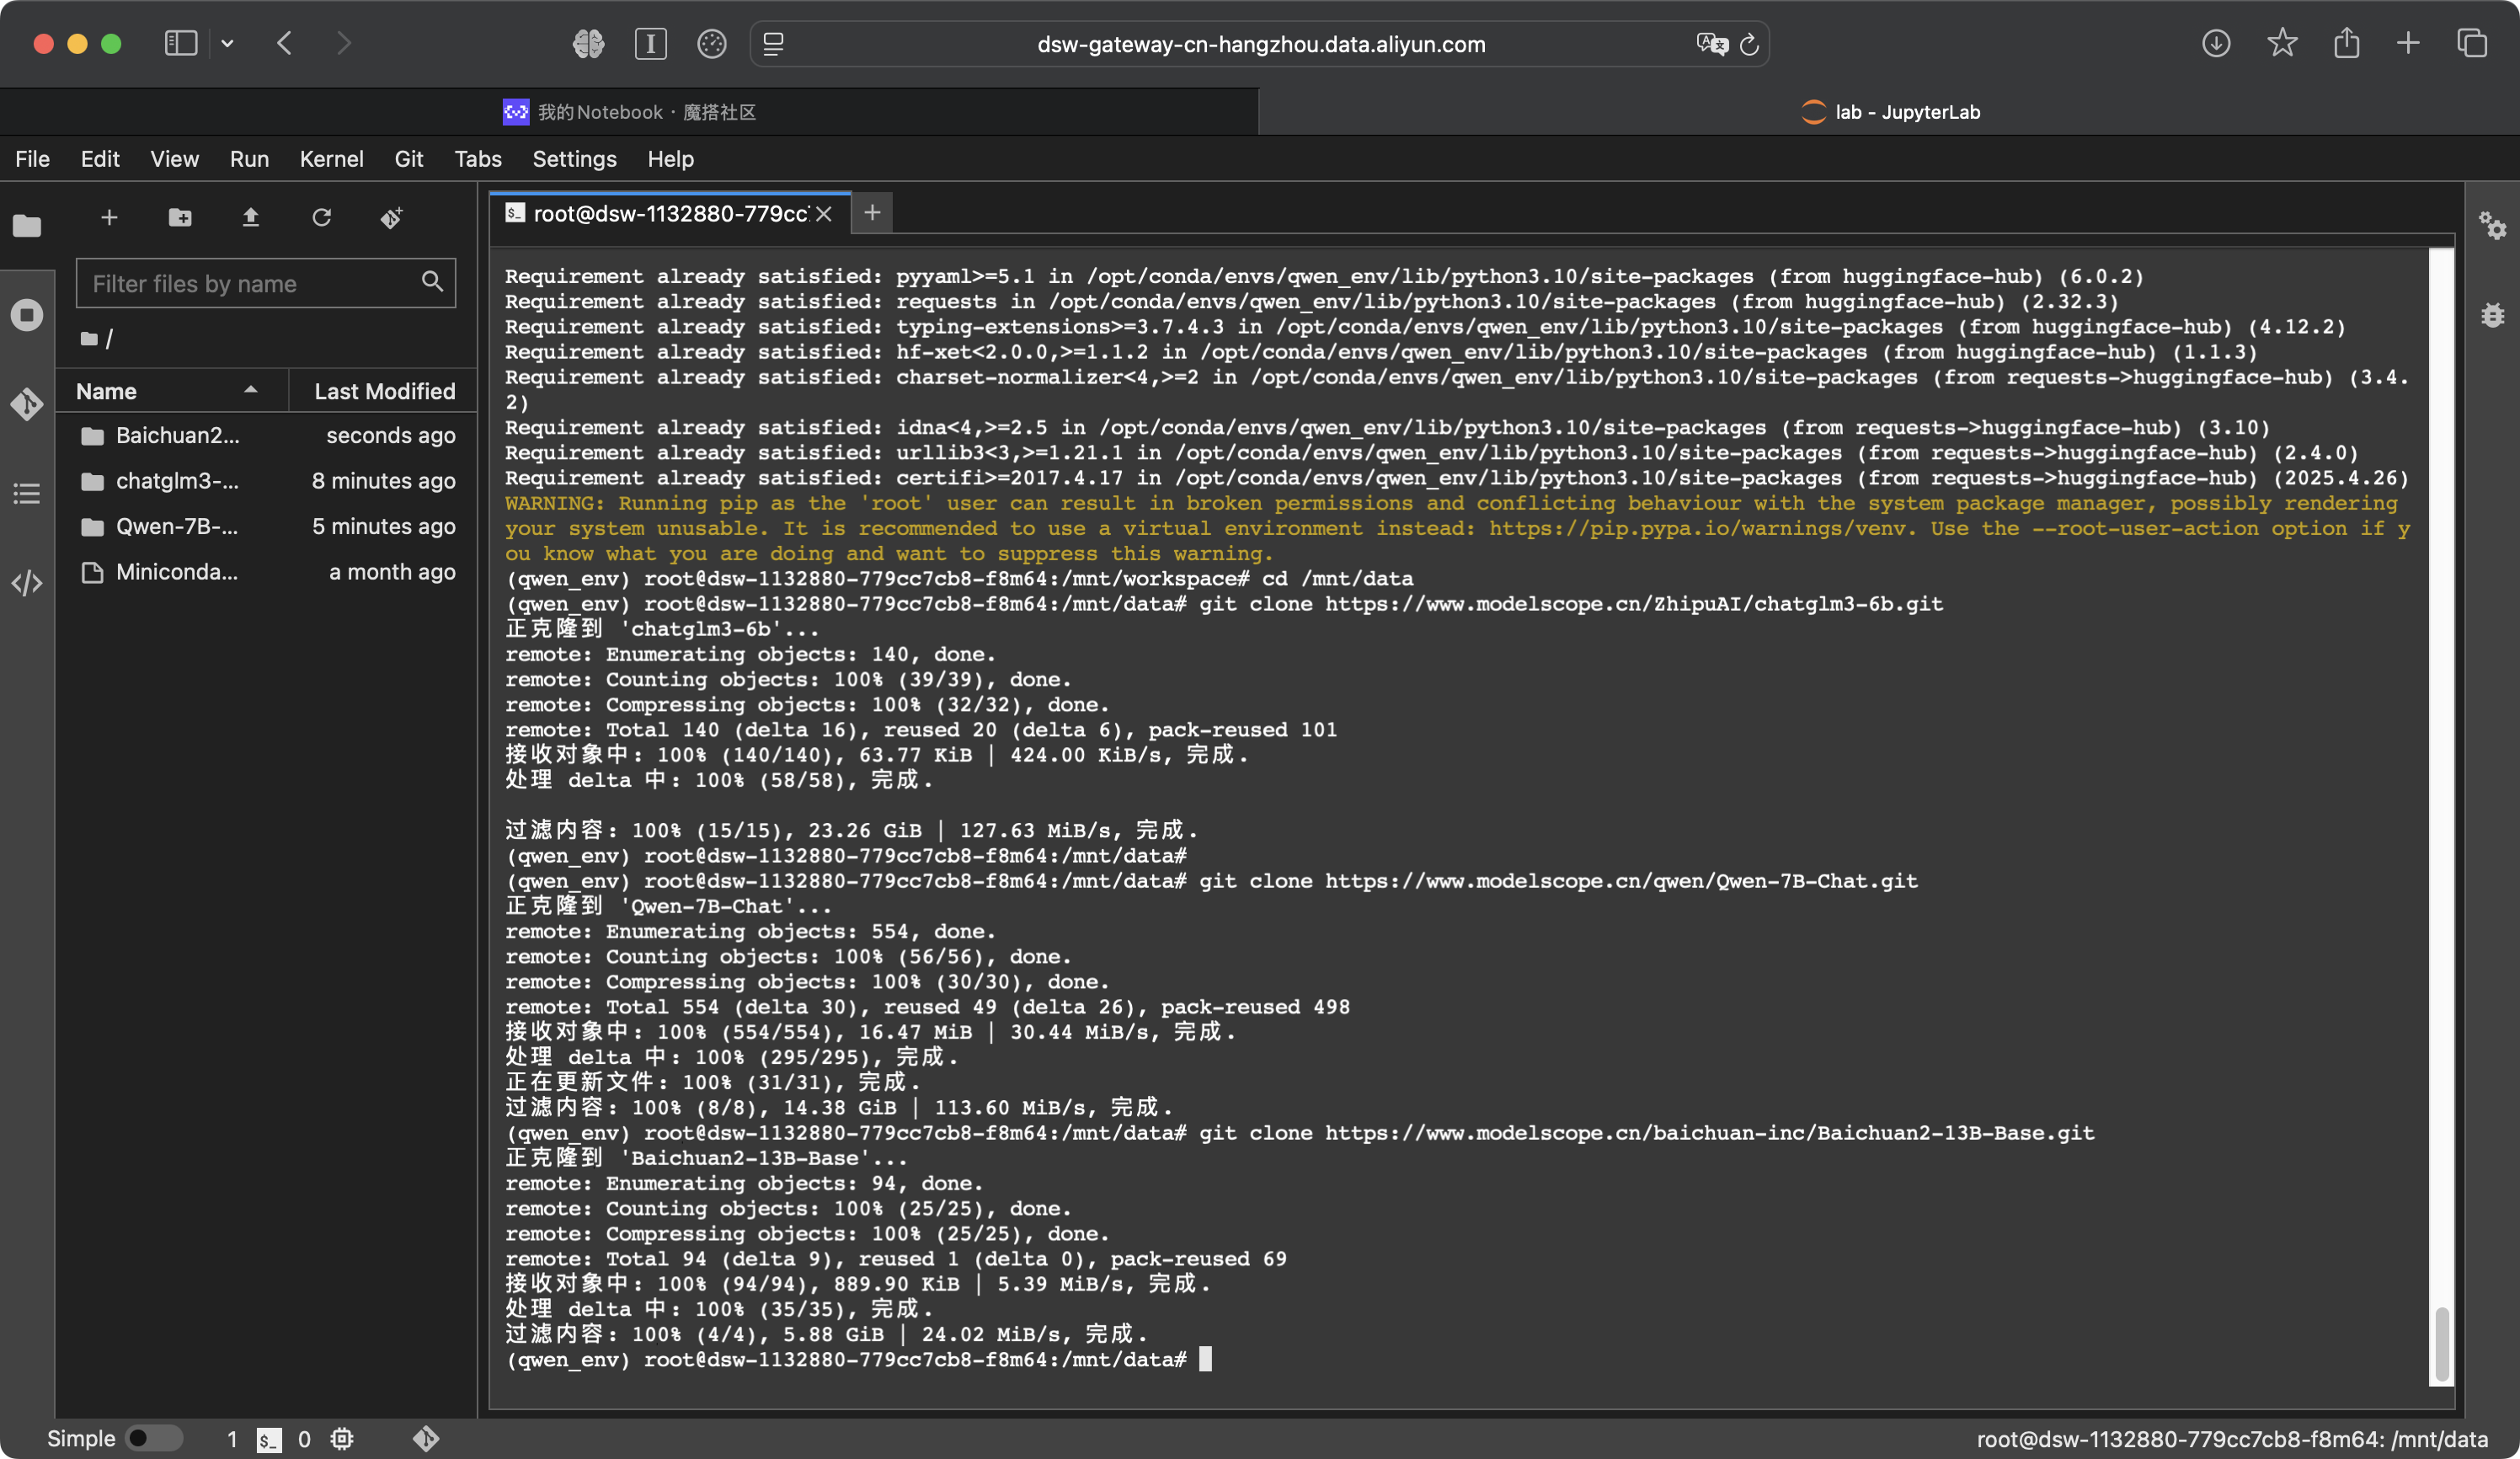 dsw-gateway-cn-hangzhou.data.aliyun.com
我的Notebook · 魔搭社区
lab - JupyterLab
File Edit View Run Kernel Git Tabs Settings Help
Filter files by name
/
Name Last Modified
Baichuan2... seconds ago
chatglm3-... 8 minutes ago
Qwen-7B-... 5 minutes ago
Miniconda... a month ago
root@dsw-1132880-779cc7
Requirement already satisfied: pyyaml>=5.1 in /opt/conda/envs/qwen_env/lib/python3.10/site-packages (from huggingface-hub) (6.0.2)
Requirement already satisfied: requests in /opt/conda/envs/qwen_env/lib/python3.10/site-packages (from huggingface-hub) (2.32.3)
Requirement already satisfied: typing-extensions>=3.7.4.3 in /opt/conda/envs/qwen_env/lib/python3.10/site-packages (from huggingface-hub) (4.12.2)
Requirement already satisfied: hf-xet<2.0.0,>=1.1.2 in /opt/conda/envs/qwen_env/lib/python3.10/site-packages (from huggingface-hub) (1.1.3)
Requirement already satisfied: charset-normalizer<4,>=2 in /opt/conda/envs/qwen_env/lib/python3.10/site-packages (from requests->huggingface-hub) (3.4.
2)
Requirement already satisfied: idna<4,>=2.5 in /opt/conda/envs/qwen_env/lib/python3.10/site-packages (from requests->huggingface-hub) (3.10)
Requirement already satisfied: urllib3<3,>=1.21.1 in /opt/conda/envs/qwen_env/lib/python3.10/site-packages (from requests->huggingface-hub) (2.4.0)
Requirement already satisfied: certifi>=2017.4.17 in /opt/conda/envs/qwen_env/lib/python3.10/site-packages (from requests->huggingface-hub) (2025.4.26)
WARNING: Running pip as the 'root' user can result in broken permissions and conflicting behaviour with the system package manager, possibly rendering
your system unusable. It is recommended to use a virtual environment instead: https://pip.pypa.io/warnings/venv. Use the --root-user-action option if y
ou know what you are doing and want to suppress this warning.
(qwen_env) root@dsw-1132880-779cc7cb8-f8m64:/mnt/workspace# cd /mnt/data
(qwen_env) root@dsw-1132880-779cc7cb8-f8m64:/mnt/data# git clone https://www.modelscope.cn/ZhipuAI/chatglm3-6b.git
正克隆到 'chatglm3-6b'...
remote: Enumerating objects: 140, done.
remote: Counting objects: 100% (39/39), done.
remote: Compressing objects: 100% (32/32), done.
remote: Total 140 (delta 16), reused 20 (delta 6), pack-reused 101
接收对象中: 100% (140/140), 63.77 KiB | 424.00 KiB/s, 完成.
处理 delta 中: 100% (58/58), 完成.
过滤内容: 100% (15/15), 23.26 GiB | 127.63 MiB/s, 完成.
(qwen_env) root@dsw-1132880-779cc7cb8-f8m64:/mnt/data#
(qwen_env) root@dsw-1132880-779cc7cb8-f8m64:/mnt/data# git clone https://www.modelscope.cn/qwen/Qwen-7B-Chat.git
正克隆到 'Qwen-7B-Chat'...
remote: Enumerating objects: 554, done.
remote: Counting objects: 100% (56/56), done.
remote: Compressing objects: 100% (30/30), done.
remote: Total 554 (delta 30), reused 49 (delta 26), pack-reused 498
接收对象中: 100% (554/554), 16.47 MiB | 30.44 MiB/s, 完成.
处理 delta 中: 100% (295/295), 完成.
正在更新文件: 100% (31/31), 完成.
过滤内容: 100% (8/8), 14.38 GiB | 113.60 MiB/s, 完成.
(qwen_env) root@dsw-1132880-779cc7cb8-f8m64:/mnt/data# git clone https://www.modelscope.cn/baichuan-inc/Baichuan2-13B-Base.git
正克隆到 'Baichuan2-13B-Base'...
remote: Enumerating objects: 94, done.
remote: Counting objects: 100% (25/25), done.
remote: Compressing objects: 100% (25/25), done.
remote: Total 94 (delta 9), reused 1 (delta 0), pack-reused 69
接收对象中: 100% (94/94), 889.90 KiB | 5.39 MiB/s, 完成.
处理 delta 中: 100% (35/35), 完成.
过滤内容: 100% (4/4), 5.88 GiB | 24.02 MiB/s, 完成.
(qwen_env) root@dsw-1132880-779cc7cb8-f8m64:/mnt/data#
Simple 1 $_ 0 root@dsw-1132880-779cc7cb8-f8m64: /mnt/data